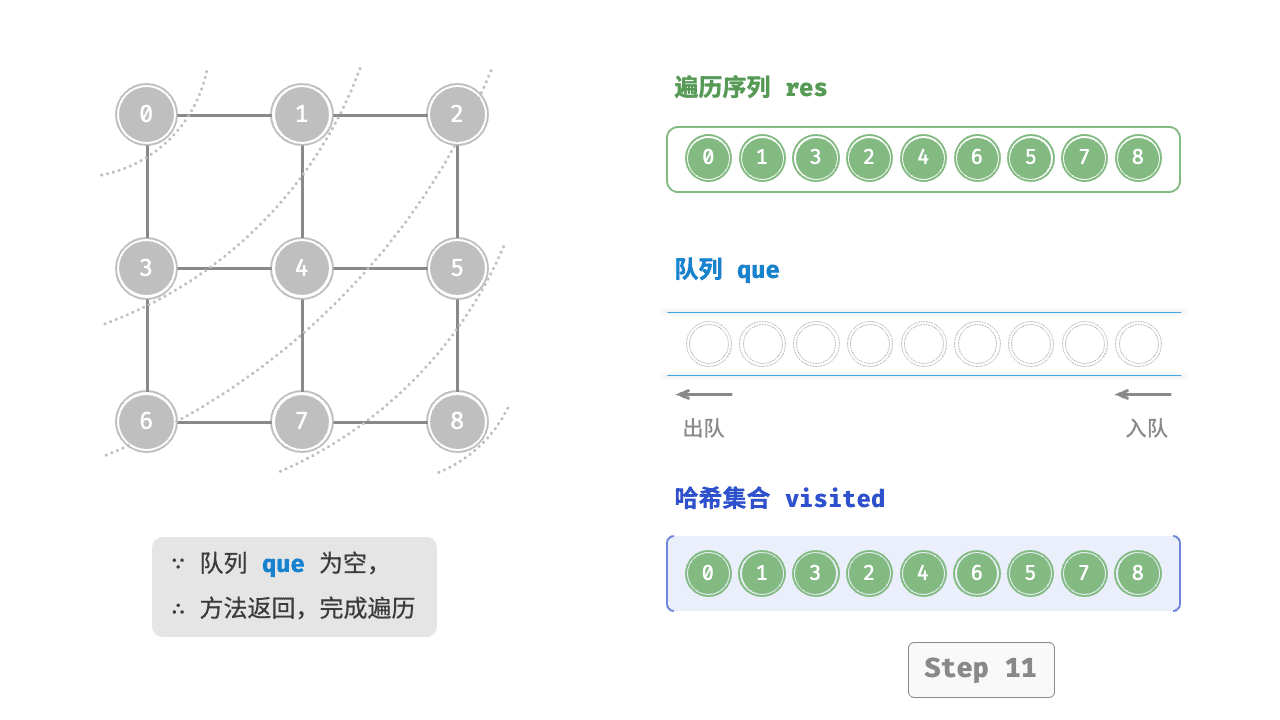 0 1 2
3 4 5
6 7 8
∵ 队列 que 为空，
∴ 方法返回，完成遍历
遍历序列 res
0 1 3 2 4 6 5 7 8
队列 que
出队 入队
哈希集合 visited
0 1 3 2 4 6 5 7 8
Step 11